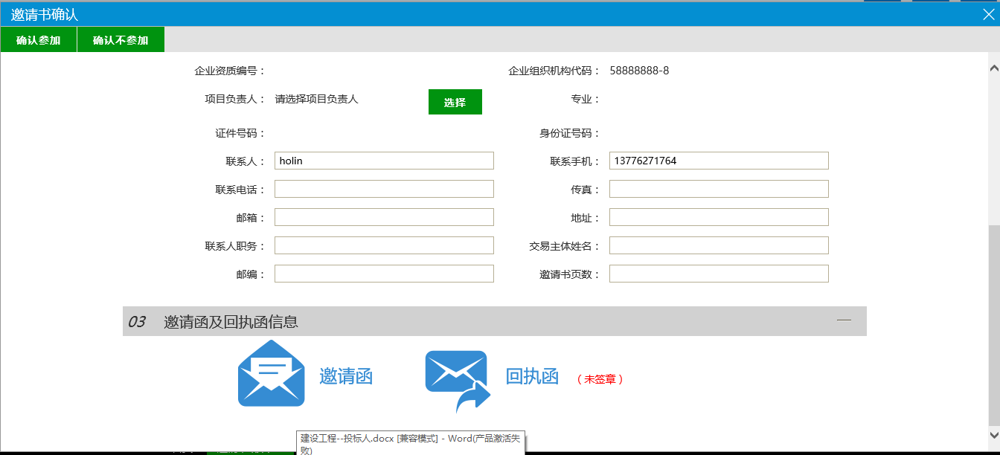 邀请书确认
确认参加 确认不参加
企业资质编号： 企业组织机构代码： 58888888-8
项目负责人： 请选择项目负责人 选择 专业：
证件号码： 身份证号码：
联系人： holin 联系手机： 13776271764
联系电话： 传真：
邮箱： 地址：
联系人职务： 交易主体姓名：
邮编： 邀请书页数：
03 邀请函及回执函信息
邀请函 回执函 （未签章）
建设工程--投标人.docx [兼容模式] - Word(产品激活失
败)